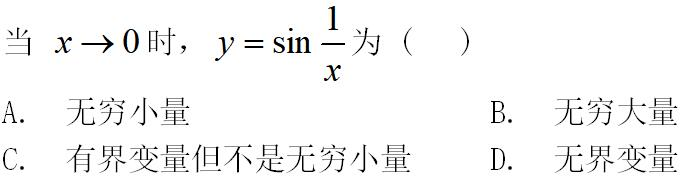 当 x→0时，y=sin 1/x 为（　）
A. 无穷小量 B. 无穷大量
C. 有界变量但不是无穷小量 D. 无界变量